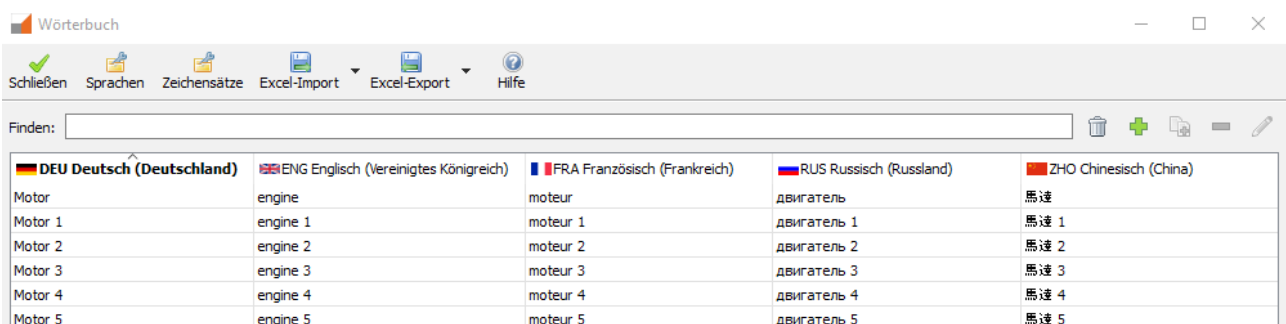 Wörterbuch
Schließen Sprachen Zeichensätze Excel-Import Excel-Export Hilfe
Finden:
DEU Deutsch (Deutschland) ENG Englisch (Vereinigtes Königreich) FRA Französisch (Frankreich) RUS Russisch (Russland) ZHO Chinesisch (China)
Motor engine moteur двигатель 馬達
Motor 1 engine 1 moteur 1 двигатель 1 馬達 1
Motor 2 engine 2 moteur 2 двигатель 2 馬達 2
Motor 3 engine 3 moteur 3 двигатель 3 馬達 3
Motor 4 engine 4 moteur 4 двигатель 4 馬達 4
Motor 5 engine 5 moteur 5 двигатель 5 馬達 5